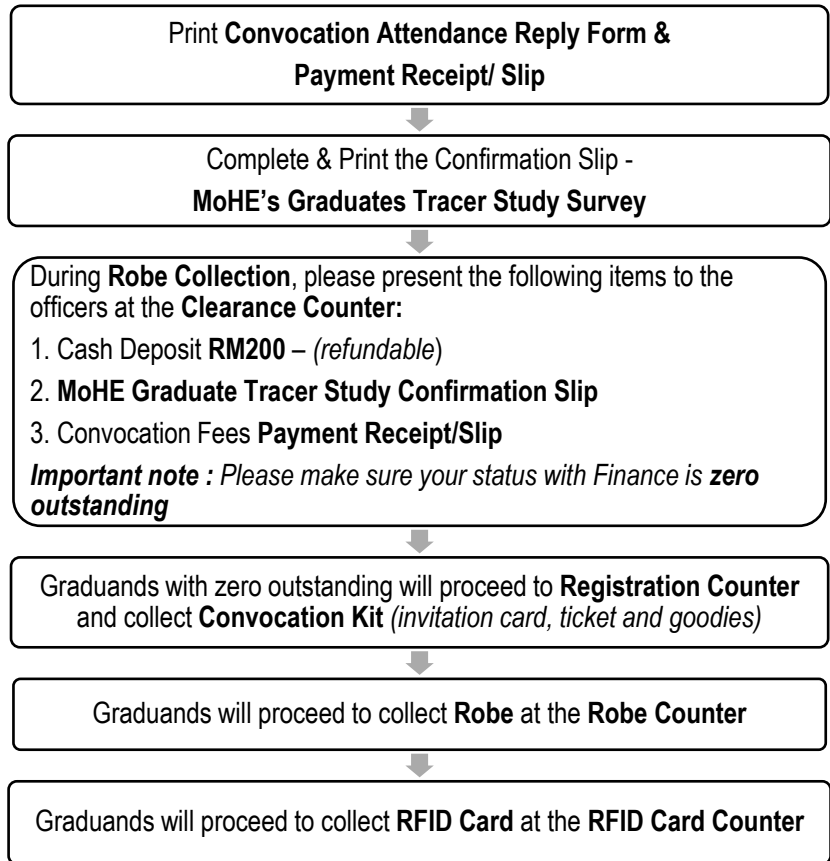 Print Convocation Attendance Reply Form &
Payment Receipt/ Slip
Complete & Print the Confirmation Slip -
MoHE’s Graduates Tracer Study Survey
During Robe Collection, please present the following items to the
officers at the Clearance Counter:
1. Cash Deposit RM200 – (refundable)
2. MoHE Graduate Tracer Study Confirmation Slip
3. Convocation Fees Payment Receipt/Slip
Important note : Please make sure your status with Finance is zero
outstanding
Graduands with zero outstanding will proceed to Registration Counter
and collect Convocation Kit (invitation card, ticket and goodies)
Graduands will proceed to collect Robe at the Robe Counter
Graduands will proceed to collect RFID Card at the RFID Card Counter